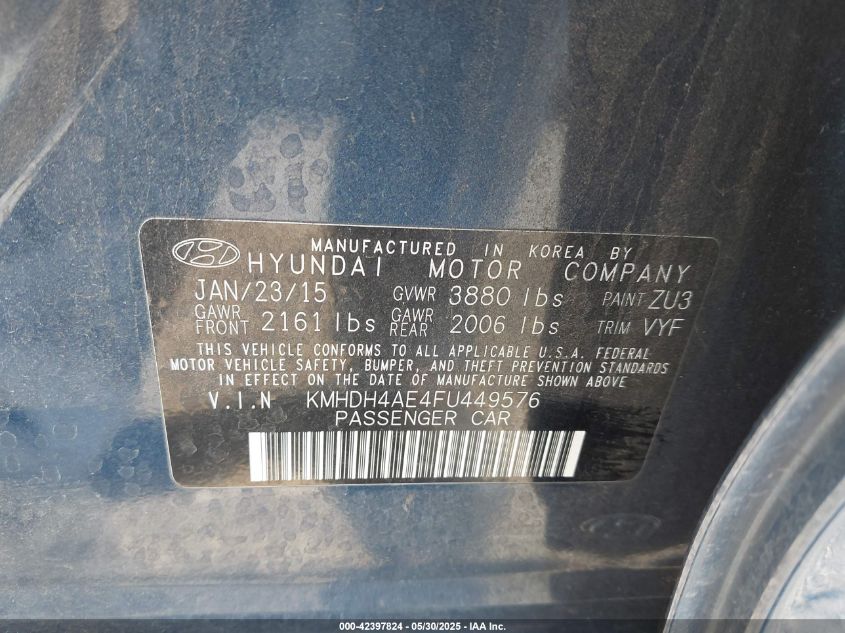 MANUFACTURED IN KOREA BY
HYUNDAI MOTOR COMPANY
JAN/23/15 GVWR 3880 lbs PAINT ZU3
GAWR FRONT 2161 lbs GAWR REAR 2006 lbs TRIM VYF
THIS VEHICLE CONFORMS TO ALL APPLICABLE U.S.A. FEDERAL
MOTOR VEHICLE SAFETY, BUMPER, AND THEFT PREVENTION STANDARDS
IN EFFECT ON THE DATE OF MANUFACTURE SHOWN ABOVE
V.I.N KMHDH4AE4FU449576
PASSENGER CAR
000-42397824 - 05/30/2025 - IAA Inc.